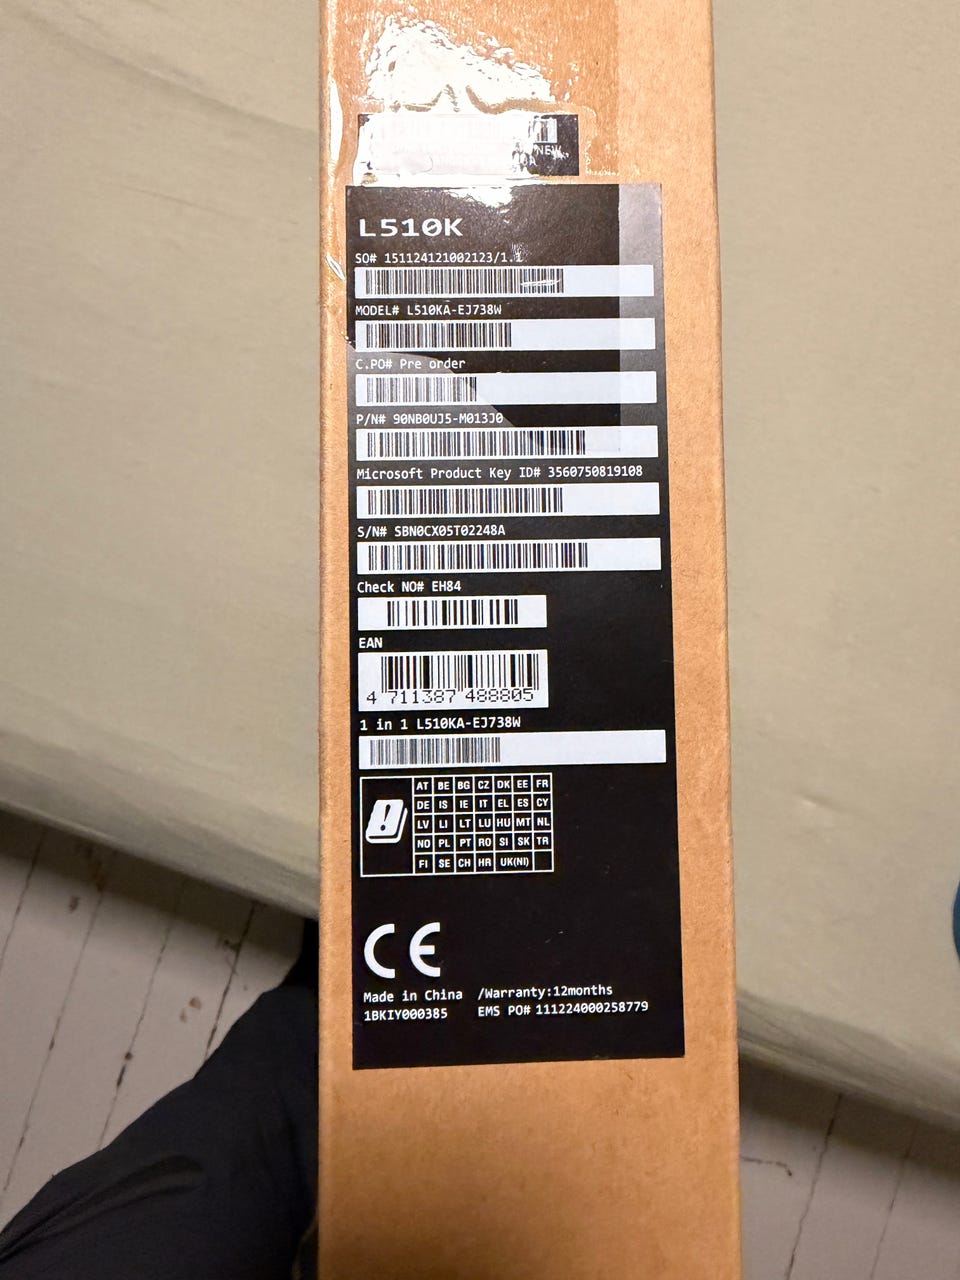 NEW
L510K
SO# 151124121002123/1.1
MODEL# L510KA-EJ738W
C.PO# Pre order
P/N# 90NB0UJ5-M013J0
Microsoft Product Key ID# 3560750819108
S/N# SBN0CX05T02248A
Check NO# EH84
EAN
4 711387 488805
1 in 1 L510KA-EJ738W
AT BE BG CZ DK EE FR
DE IS IE IT EL ES CY
LV LI LT LU HU MT NL
NO PL PT RO SI SK TR
FI SE CH HR UK(NI)
CE
Made in China /Warranty:12months
1BKIY000385 EMS PO# 111224000258779